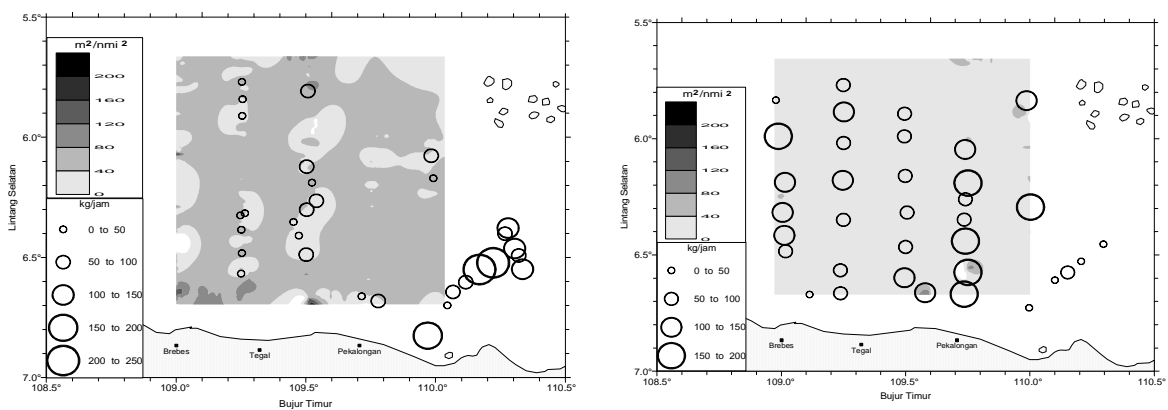 5.5°
6.0°
6.5°
7.0°
Lintang Selatan
m²/nmi 2
200
160
120
80
40
0
kg/jam
0 to 50
50 to 100
100 to 150
150 to 200
200 to 250
Brebes
Tegal
Pekalongan
108.5° 109.0° 109.5° 110.0° 110.5°
Bujur Timur
5.5°
6.0°
6.5°
7.0°
Lintang Selatan
m²/nmi 2
200
160
120
80
40
0
kg/jam
0 to 50
50 to 100
100 to 150
150 to 200
Brebes
Tegal
Pekalongan
108.5° 109.0° 109.5° 110.0° 110.5°
Bujur Timur